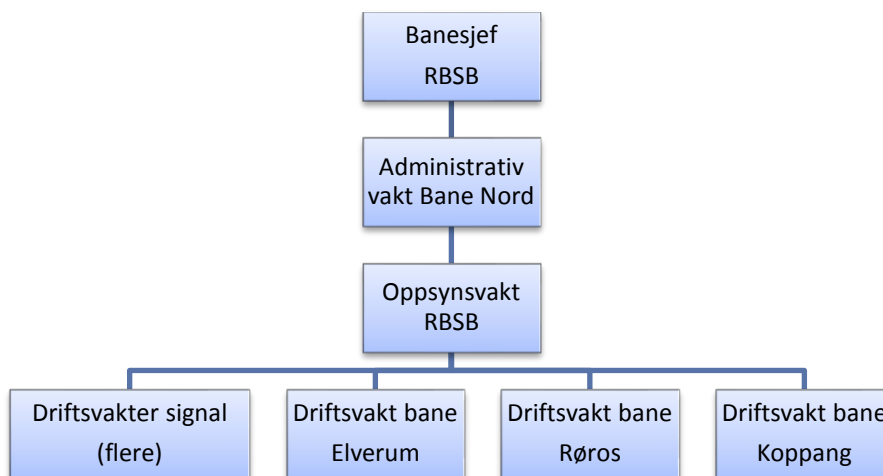 Banesjef
RBSB
Administrativ
vakt Bane Nord
Oppsynsvakt
RBSB
Driftsvakter signal
(flere)
Driftsvakt bane
Elverum
Driftsvakt bane
Røros
Driftsvakt bane
Koppang